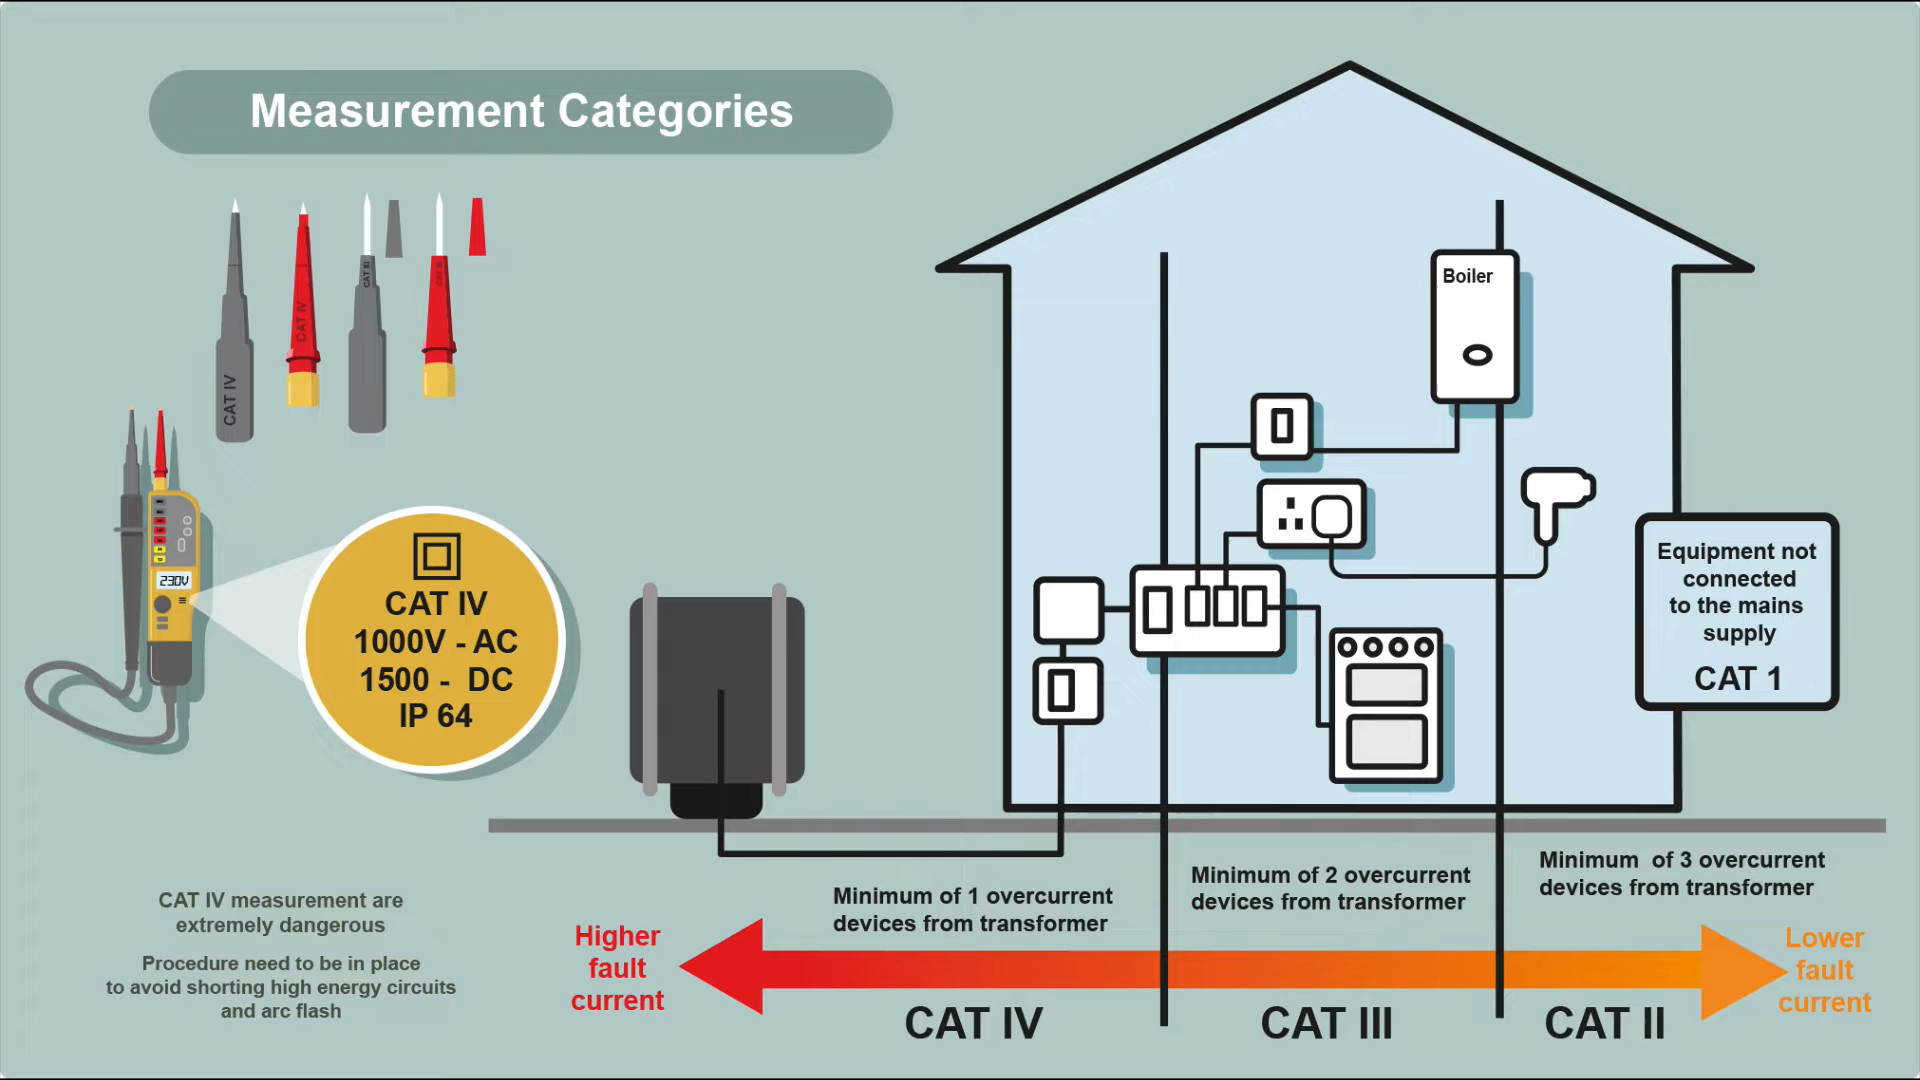 Measurement Categories
CAT IV
CAT IV
CAT III
CAT III
230V
CAT IV
1000V - AC
1500 - DC
IP 64
Boiler
Equipment not
connected
to the mains
supply
CAT 1
CAT IV measurement are
extremely dangerous
Procedure need to be in place
to avoid shorting high energy circuits
and arc flash
Higher
fault
current
Minimum of 1 overcurrent
devices from transformer
Minimum of 2 overcurrent
devices from transformer
Minimum of 3 overcurrent
devices from transformer
Lower
fault
current
CAT IV
CAT III
CAT II